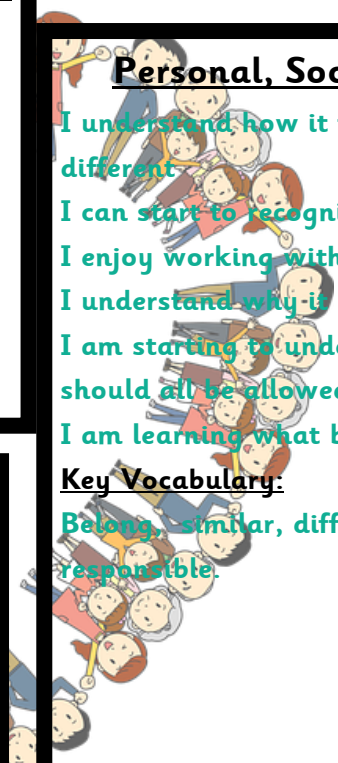 Personal, Soc
I understand how it
different
I can start to recogni
I enjoy working with
I understand why it
I am starting to unde
should all be allowed
I am learning what b
Key Vocabulary:
Belong, similar, diff
responsible.